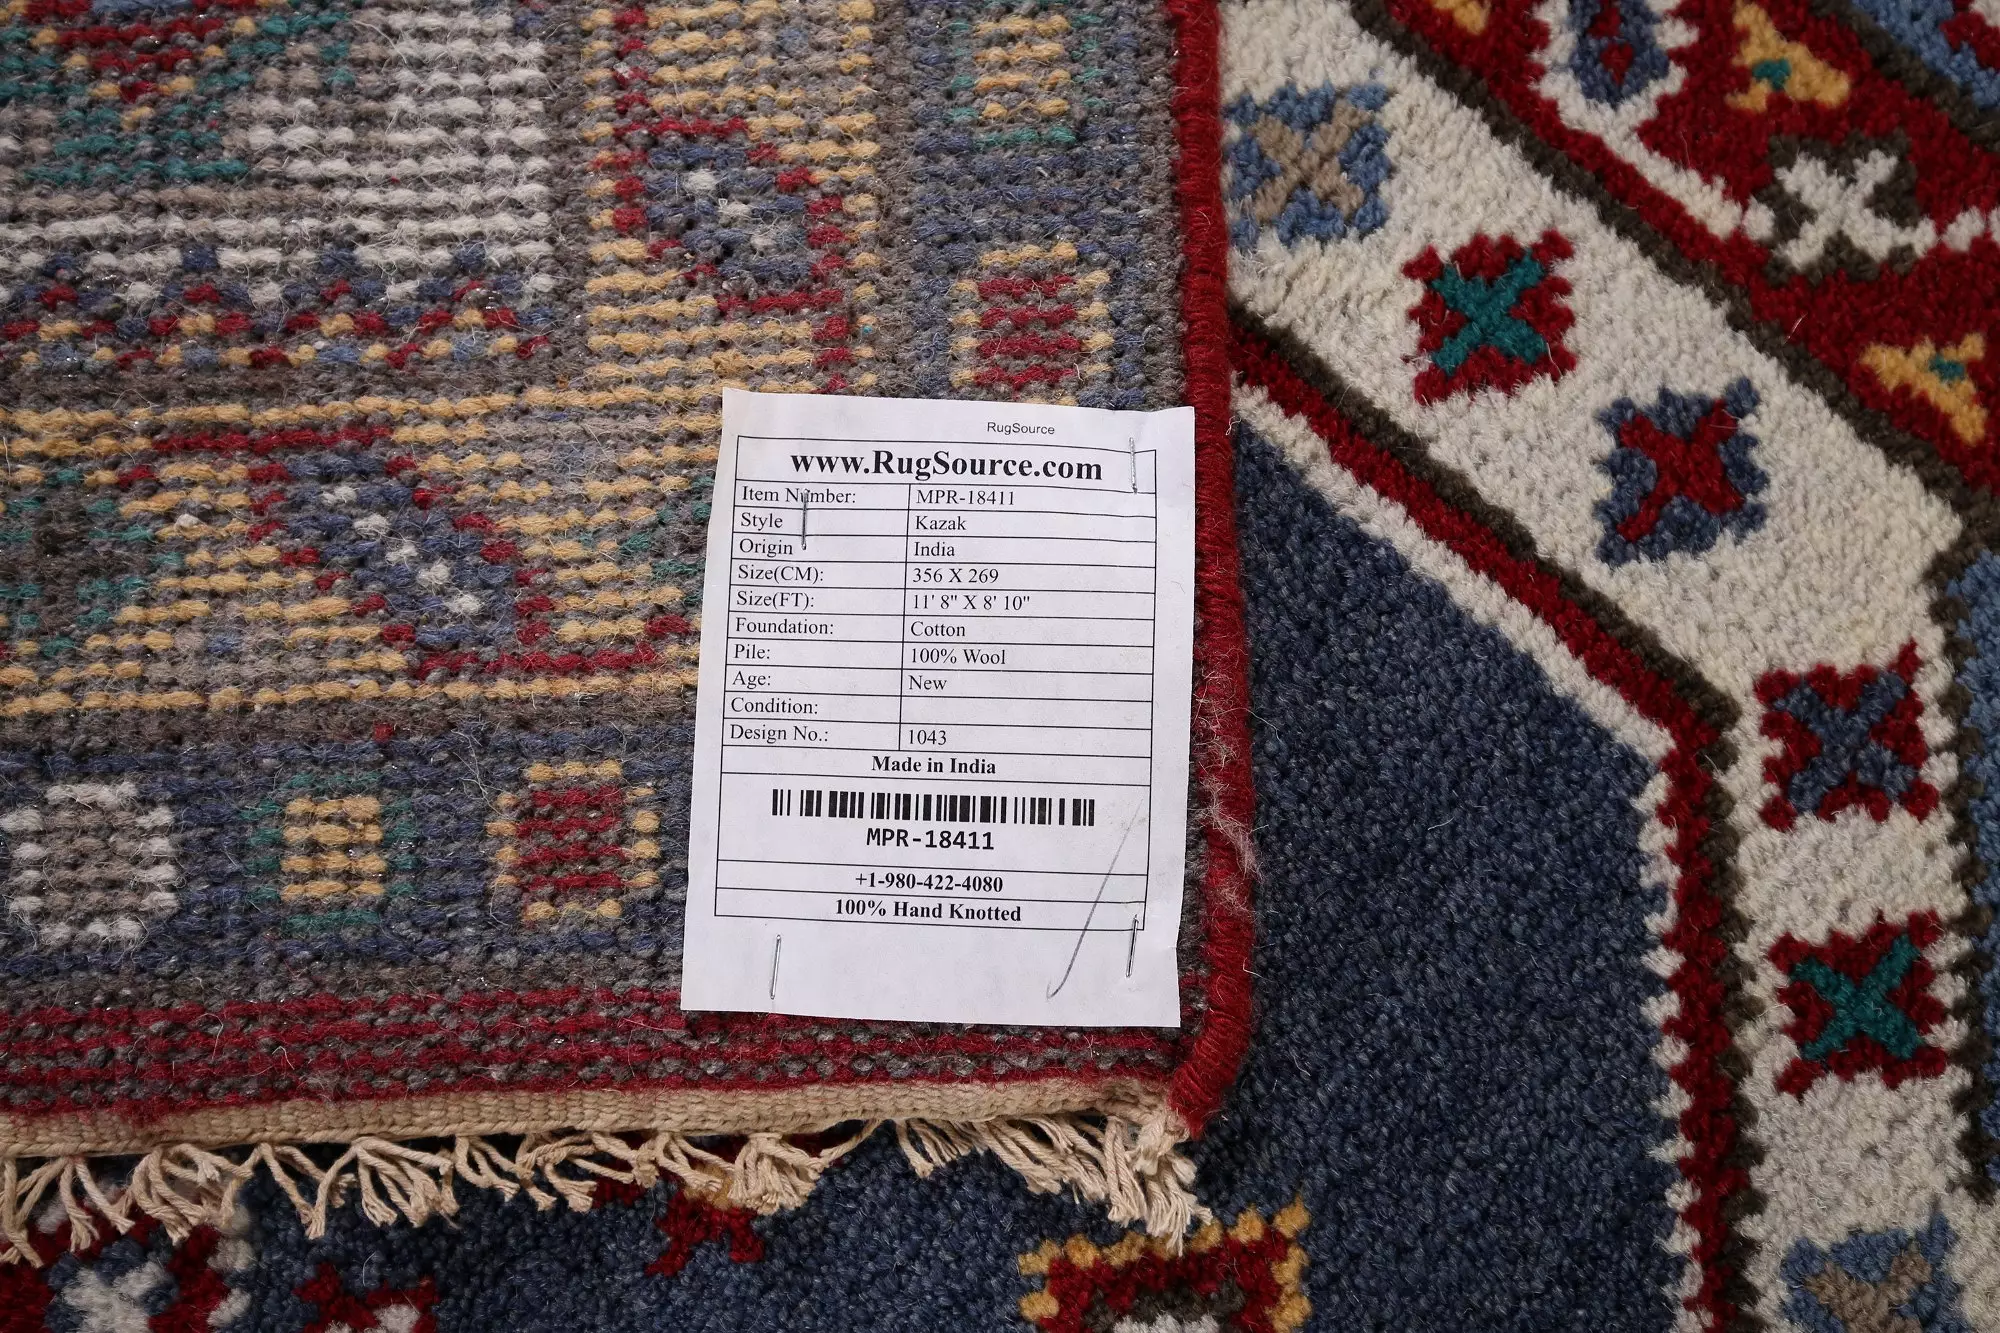 RugSource
www.RugSource.com
Item Number: MPR-18411
Style Kazak
Origin India
Size(CM): 356 X 269
Size(FT): 11' 8" X 8' 10"
Foundation: Cotton
Pile: 100% Wool
Age: New
Condition:
Design No.: 1043
Made in India
MPR-18411
+1-980-422-4080
100% Hand Knotted